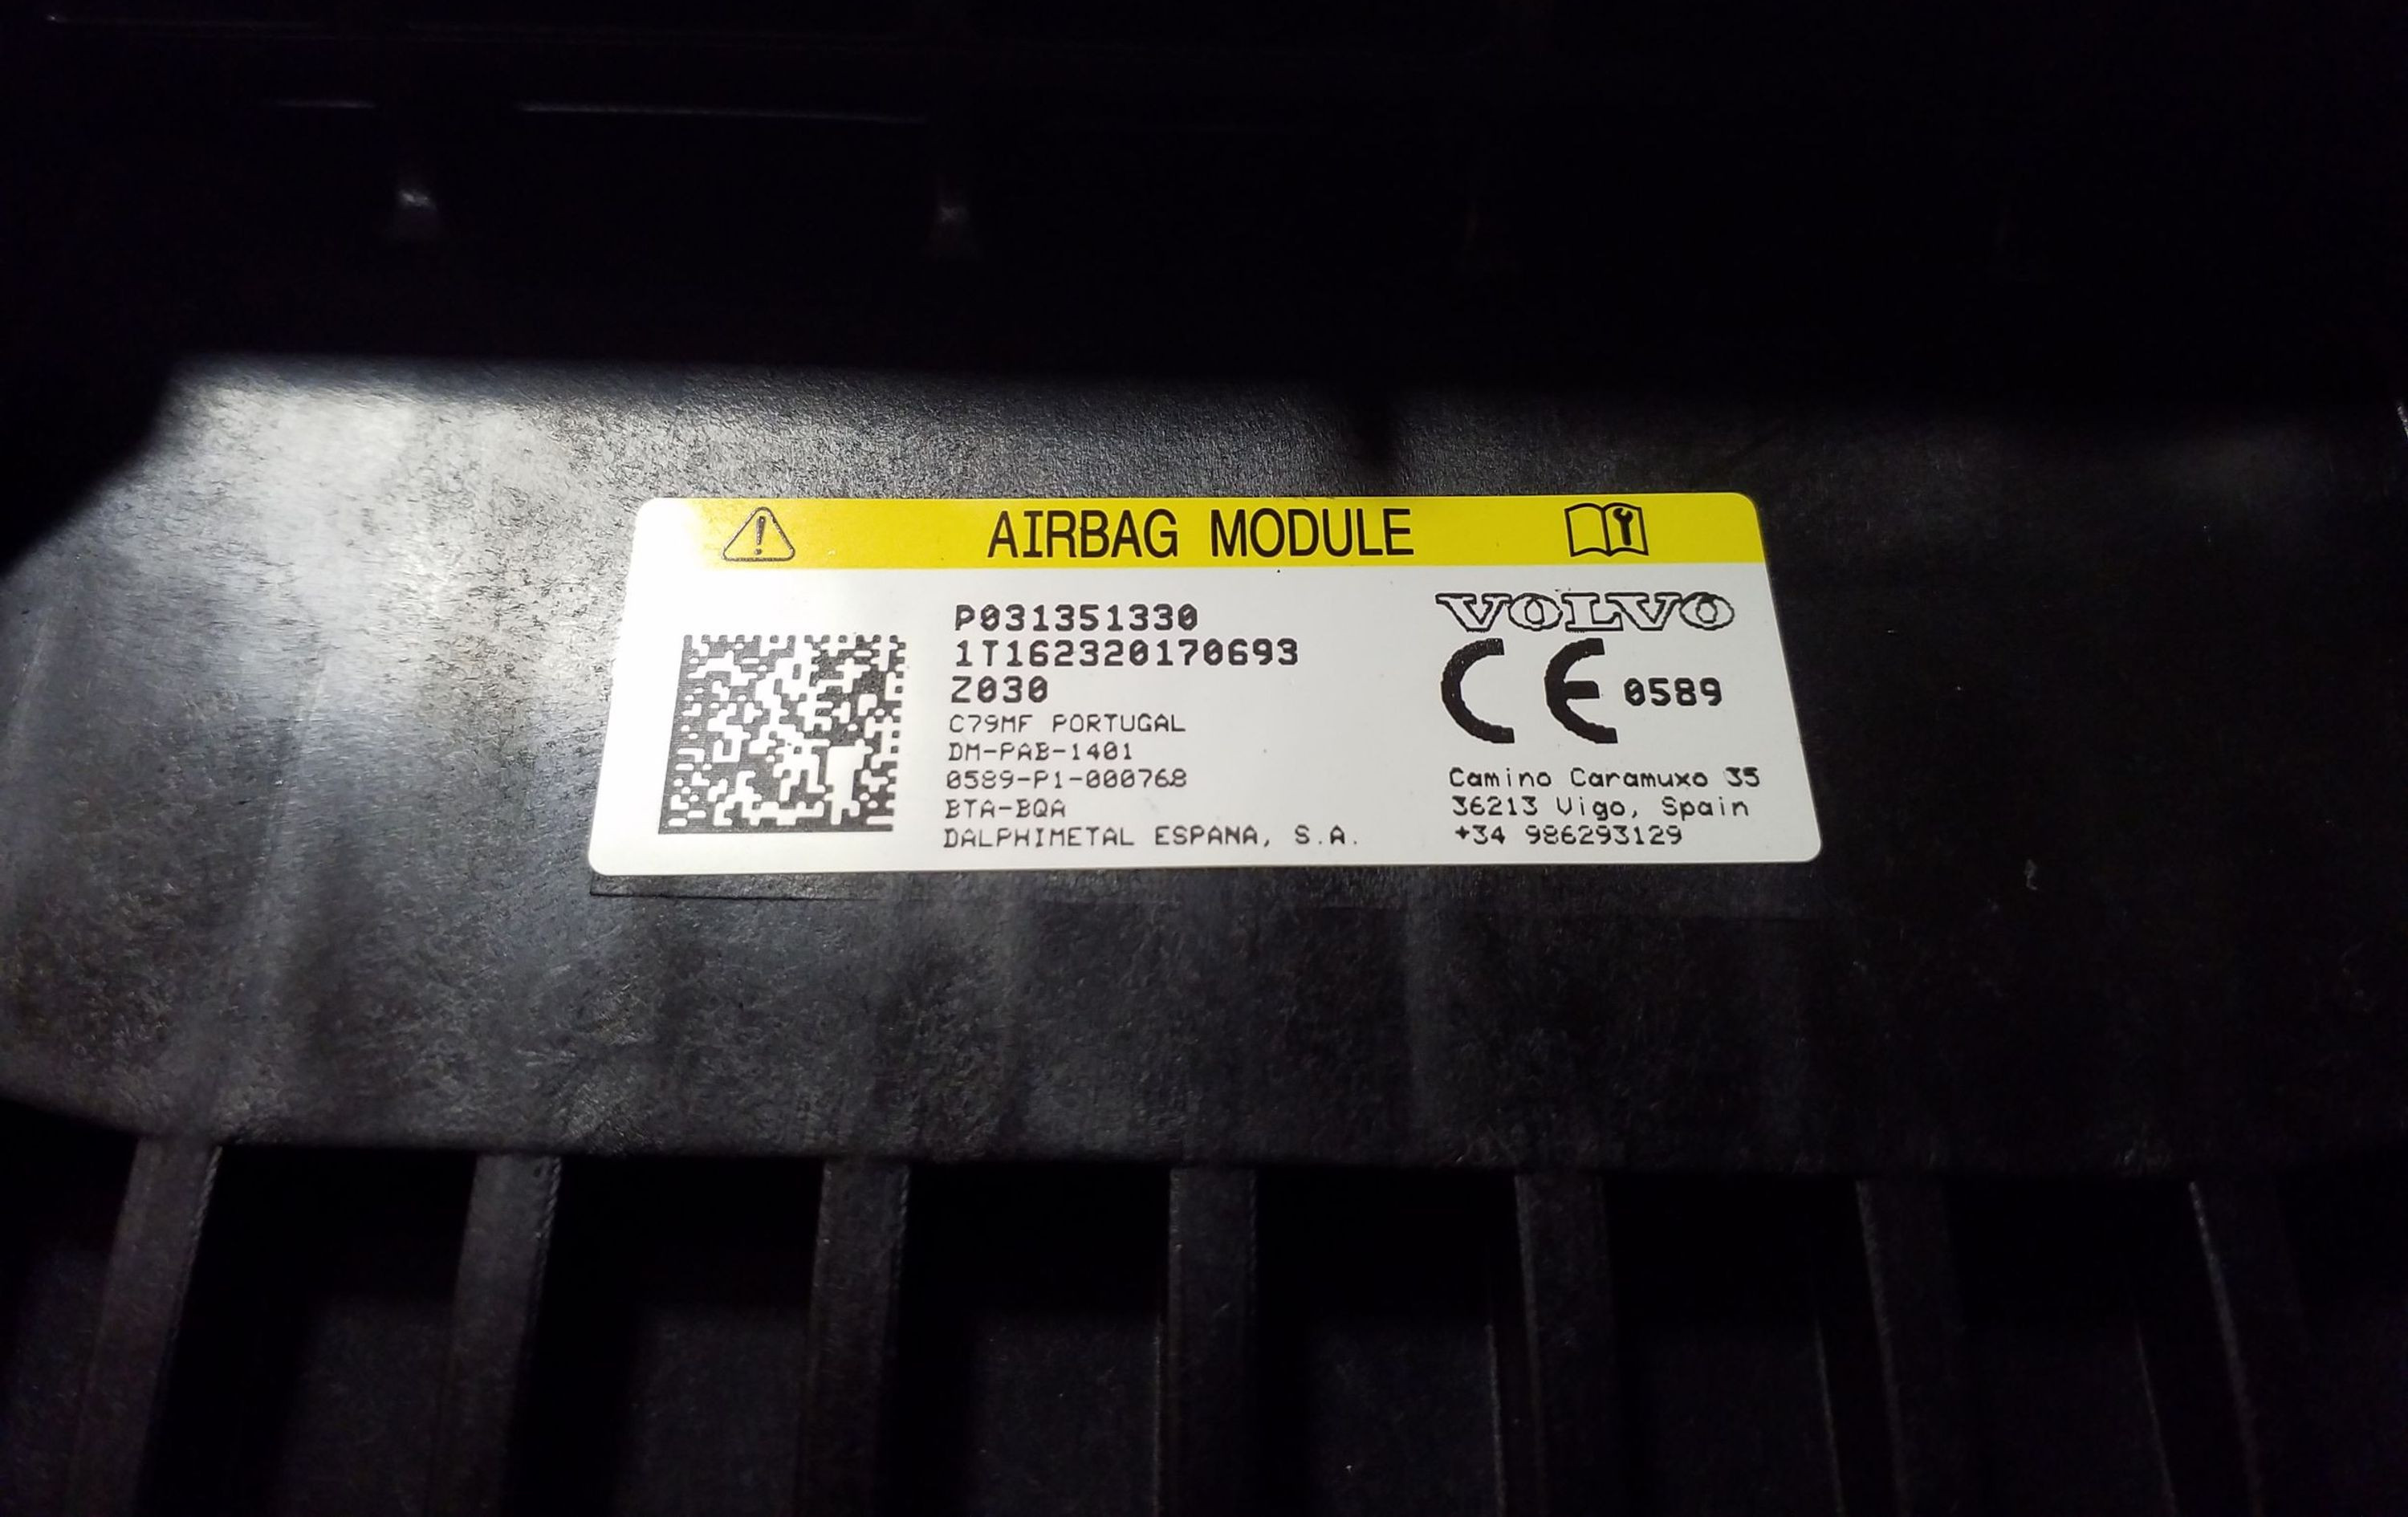 AIRBAG MODULE
P031351330
1T162320170693
Z030
C79MF PORTUGAL
DM-PAB-1401
0589-P1-000768
BTA-BQA
DALPHIMETAL ESPANA, S.A.
VOLVO
CE 0589
Camino Caramuxo 35
36213 Vigo, Spain
+34 986293129